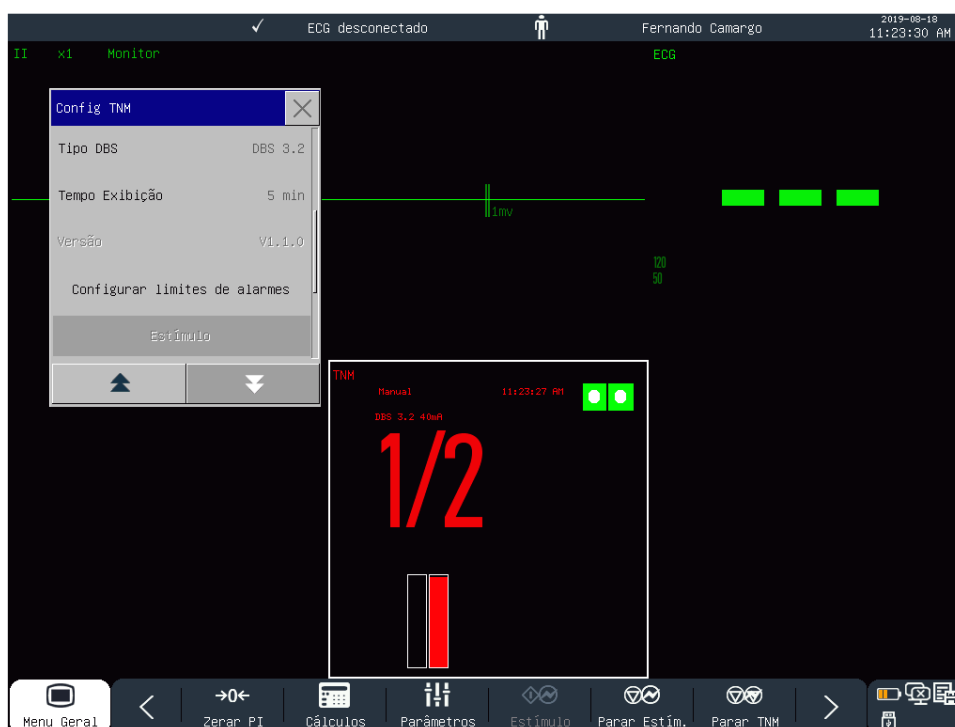 ECG desconectado
Fernando Camargo
2019-08-18
11:23:30 AM
II x1 Monitor
ECG
Config TNM
Tipo DBS DBS 3.2
Tempo Exibição 5 min
Versão V1.1.0
Configurar limites de alarmes
Estímulo
1mv
120
50
TNM
Manual 11:23:27 AM
DBS 3.2 40mA
1/2
Menu Geral
→0← Zerar PI
Cálculos
Parâmetros
Estímulo
Parar Estím.
Parar TNM